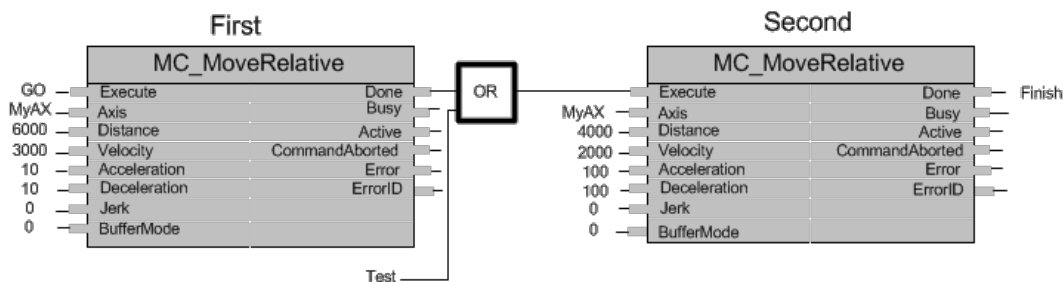 First
Second
MC_MoveRelative
MC_MoveRelative
GO
Execute
Done
OR
Execute
Done
Finish
MyAX
Axis
Busy
MyAX
Axis
Busy
6000
Distance
Active
4000
Distance
Active
3000
Velocity
CommandAborted
2000
Velocity
CommandAborted
10
Acceleration
Error
100
Acceleration
Error
10
Deceleration
ErrorID
100
Deceleration
ErrorID
0
Jerk
0
Jerk
0
BufferMode
0
BufferMode
Test